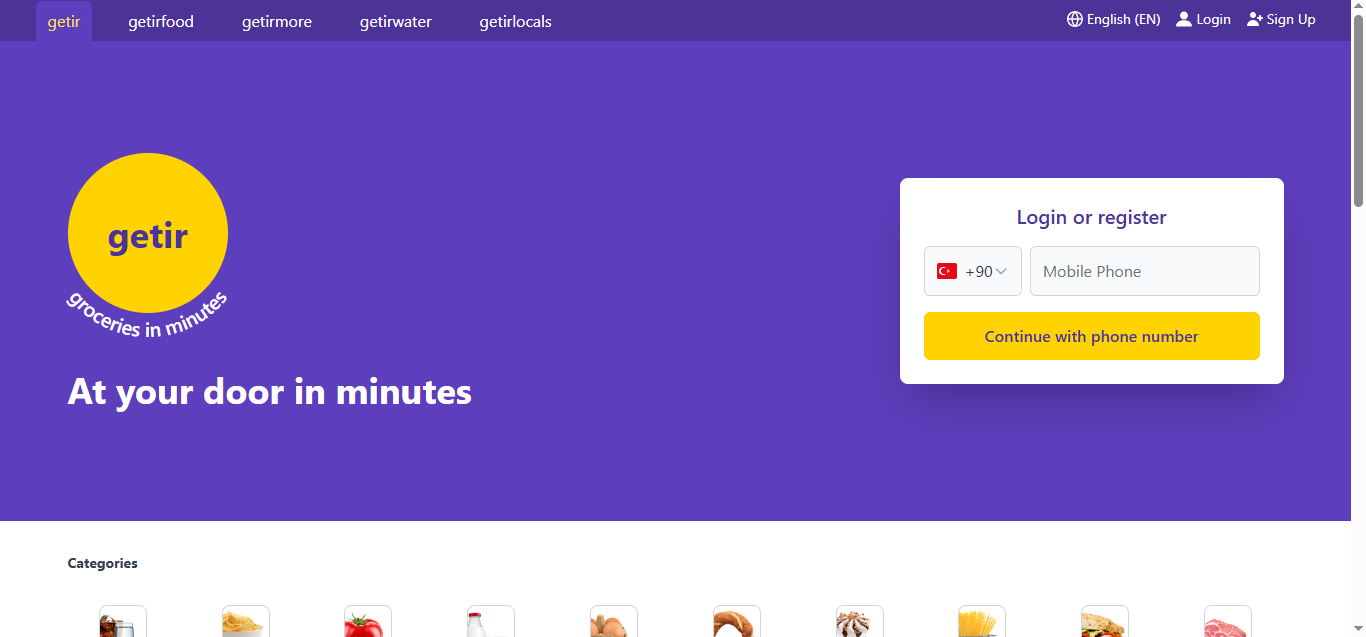 getir
getirfood
getirmore
getirwater
getirlocals
English (EN)
Login
Sign Up
getir
groceries in minutes
At your door in minutes
Login or register
+90
Mobile Phone
Continue with phone number
Categories